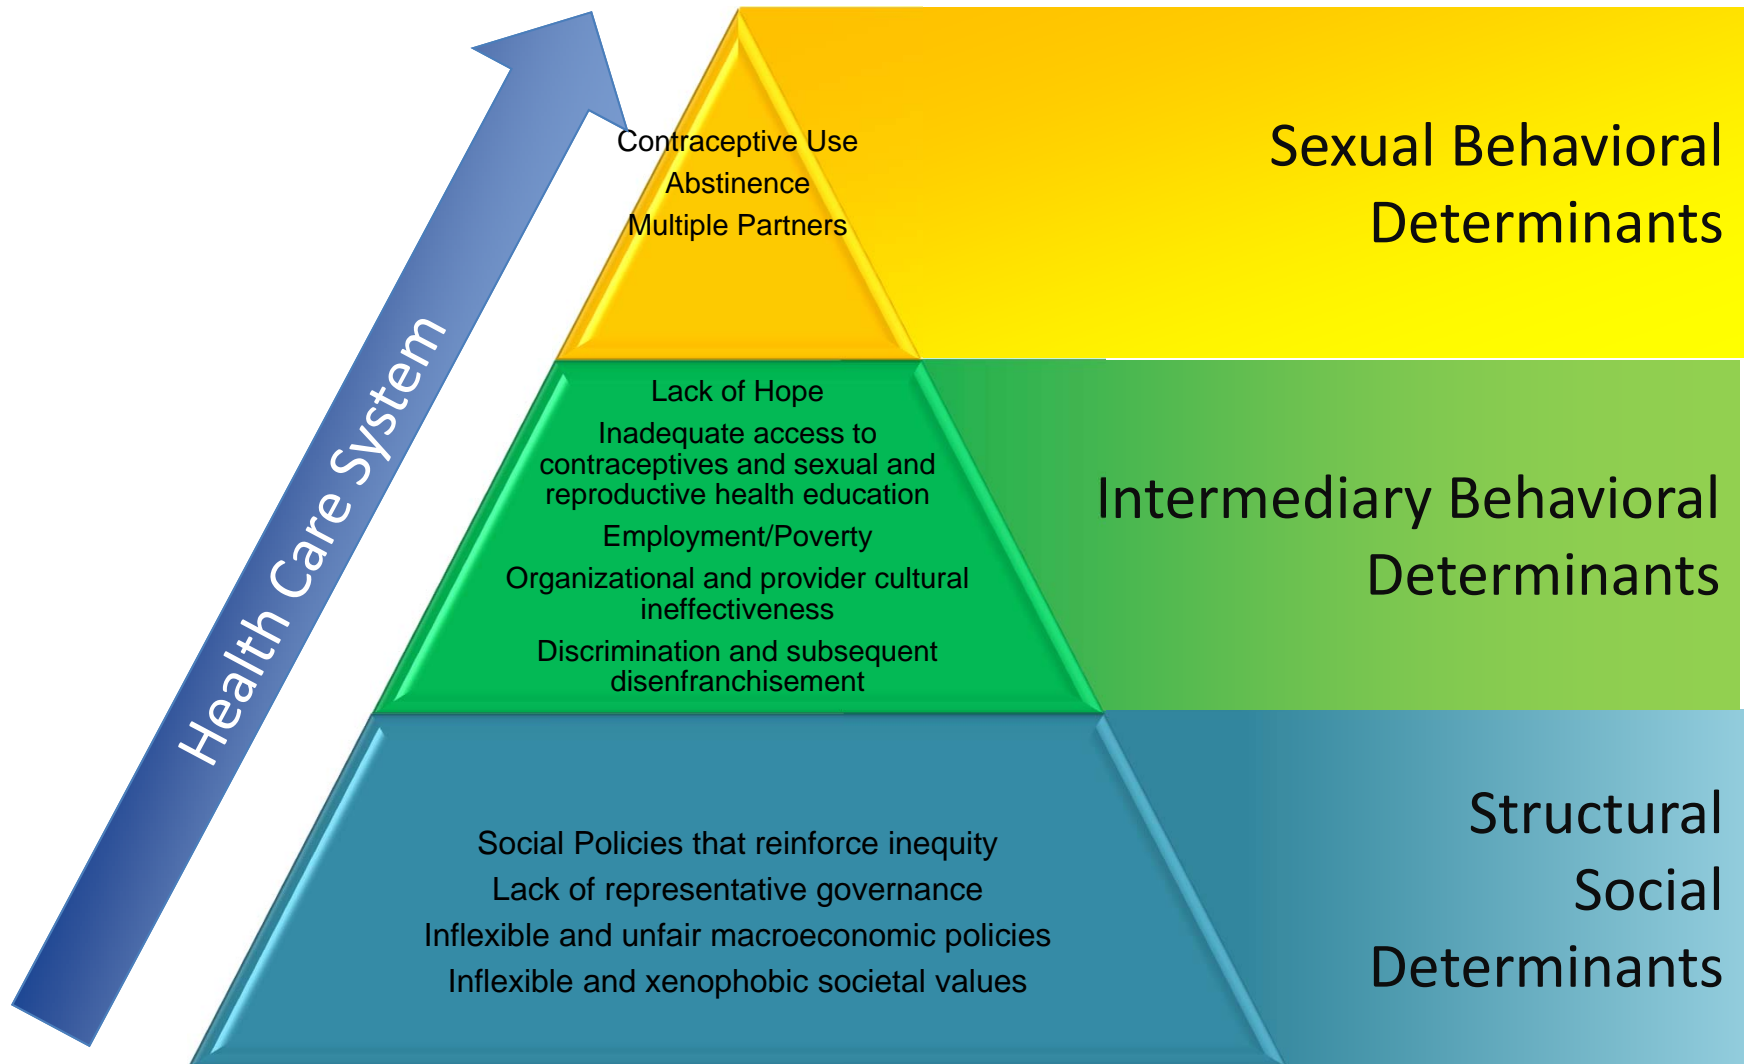 Health Care System
Contraceptive Use
Abstinence
Multiple Partners
Sexual Behavioral
Determinants
Lack of Hope
Inadequate access to
contraceptives and sexual and
reproductive health education
Employment/Poverty
Organizational and provider cultural
ineffectiveness
Discrimination and subsequent
disenfranchisement
Intermediary Behavioral
Determinants
Social Policies that reinforce inequity
Lack of representative governance
Inflexible and unfair macroeconomic policies
Inflexible and xenophobic societal values
Structural
Social
Determinants